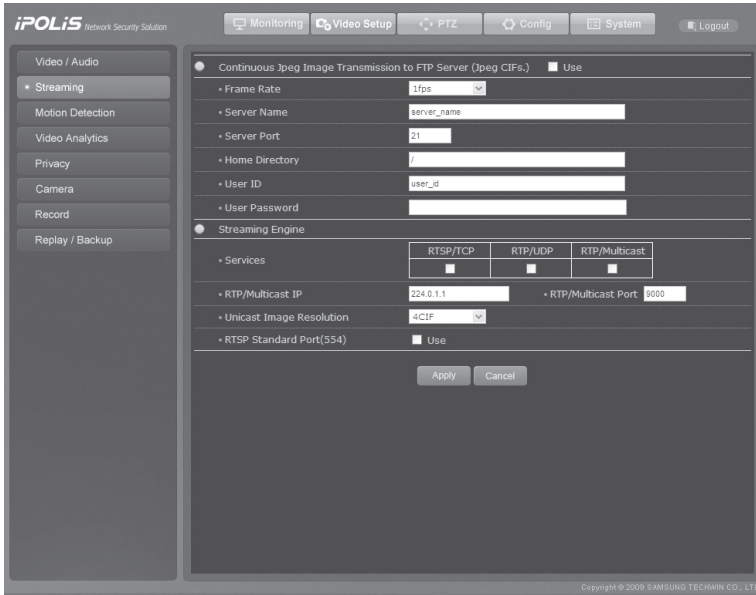 iPOLiS Network Security Solution
Monitoring Video Setup PTZ Config System Logout
Video / Audio
Streaming
Motion Detection
Video Analytics
Privacy
Camera
Record
Replay / Backup
Continuous Jpeg Image Transmission to FTP Server (Jpeg CIFs.) Use
• Frame Rate 1fps
• Server Name server_name
• Server Port 21
• Home Directory /
• User ID user_id
• User Password
Streaming Engine
• Services RTSP/TCP RTP/UDP RTP/Multicast
• RTP/Multicast IP 224.0.1.1 • RTP/Multicast Port 9000
• Unicast Image Resolution 4CIF
• RTSP Standard Port(554) Use
Apply Cancel
Copyright © 2009 SAMSUNG TECHWIN CO., LT